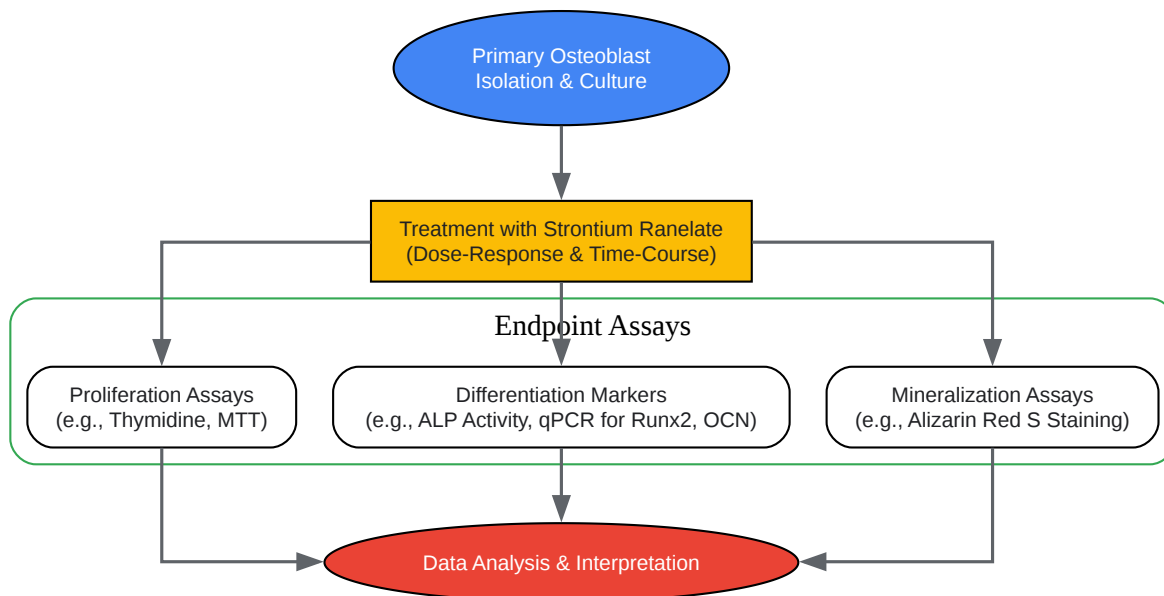 Primary Osteoblast
Isolation & Culture
Treatment with Strontium Ranelate
(Dose-Response & Time-Course)
Endpoint Assays
Proliferation Assays
(e.g., Thymidine, MTT)
Differentiation Markers
(e.g., ALP Activity, qPCR for Runx2, OCN)
Mineralization Assays
(e.g., Alizarin Red S Staining)
Data Analysis & Interpretation